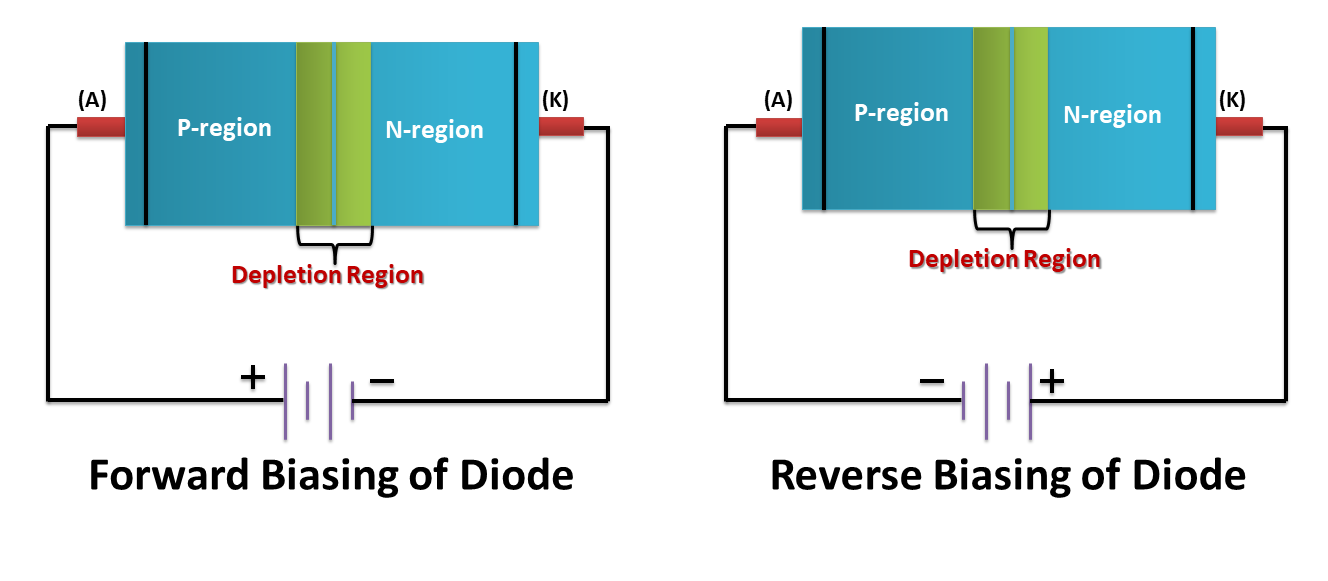 (A)
P-region
N-region
(K)
Depletion Region
+
−
Forward Biasing of Diode
(A)
P-region
N-region
(K)
Depletion Region
−
+
Reverse Biasing of Diode